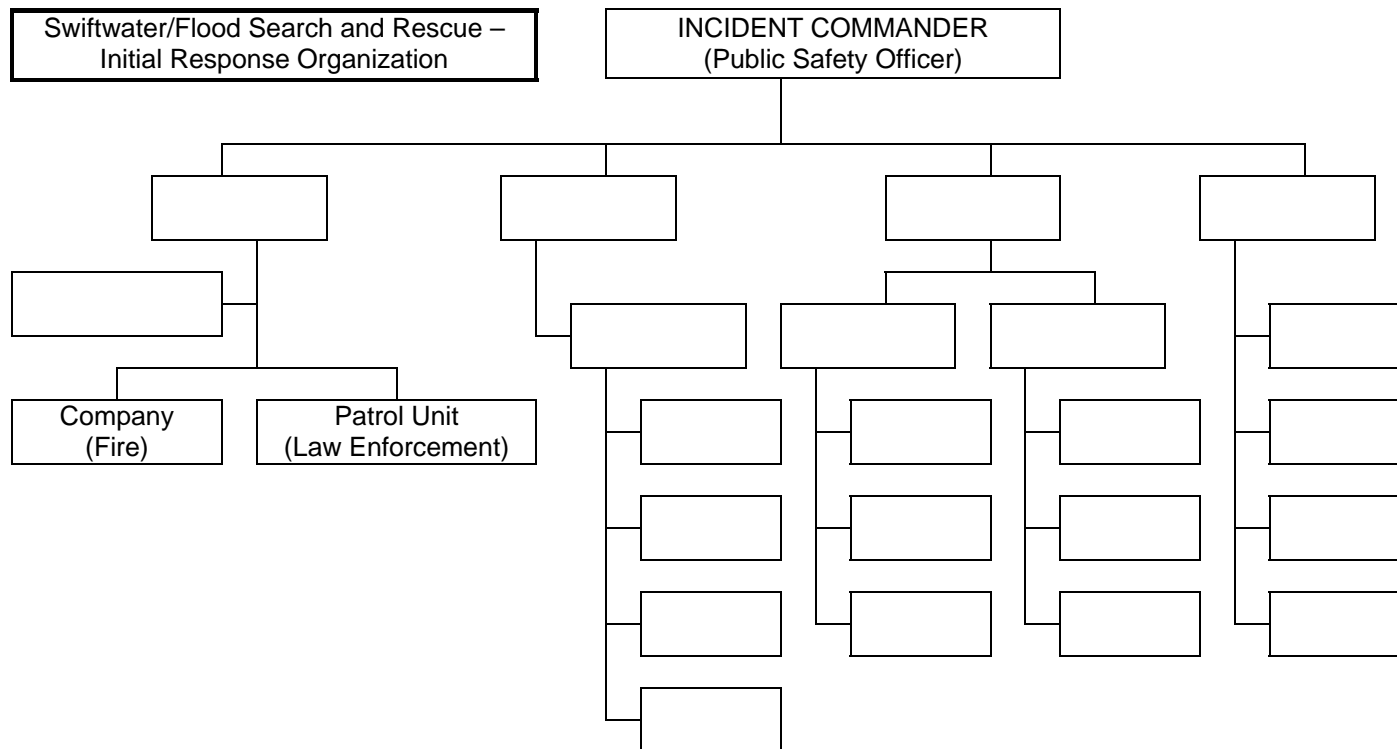 Swiftwater/Flood Search and Rescue –
Initial Response Organization
INCIDENT COMMANDER
(Public Safety Officer)
Company
(Fire)
Patrol Unit
(Law Enforcement)